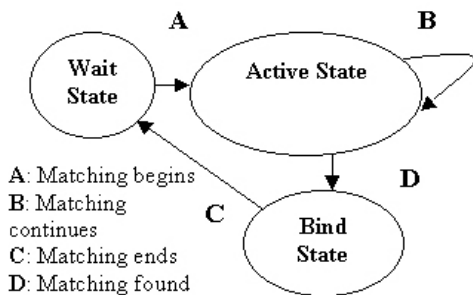 A
B
Wait
State
Active State
A: Matching begins
B: Matching
continues
C: Matching ends
D: Matching found
C
D
Bind
State